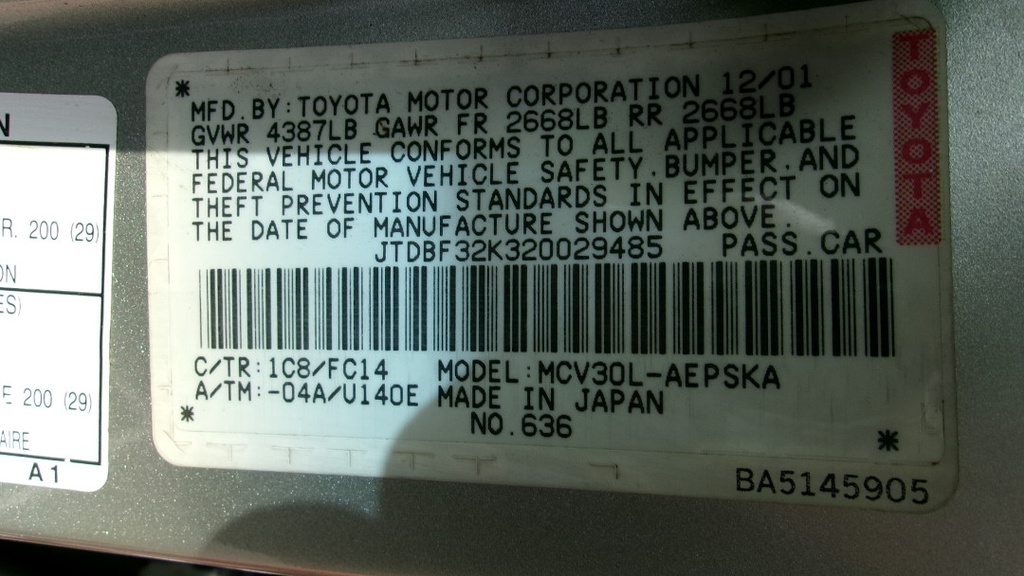 MFD. BY: TOYOTA MOTOR CORPORATION 12/01
GVWR 4387LB GAWR FR 2668LB RR 2668LB
THIS VEHICLE CONFORMS TO ALL APPLICABLE
FEDERAL MOTOR VEHICLE SAFETY. BUMPER. AND
THEFT PREVENTION STANDARDS IN EFFECT ON
THE DATE OF MANUFACTURE SHOWN ABOVE.
JTDBF32K320029485 PASS. CAR
C/TR: 1C8/FC14 MODEL: MCV30L-AEPSKA
A/TM: -04A/U140E MADE IN JAPAN
NO. 636
BA5145905
TOYOTA
N
R. 200 (29)
ON
ES)
E 200 (29)
AIRE
A1